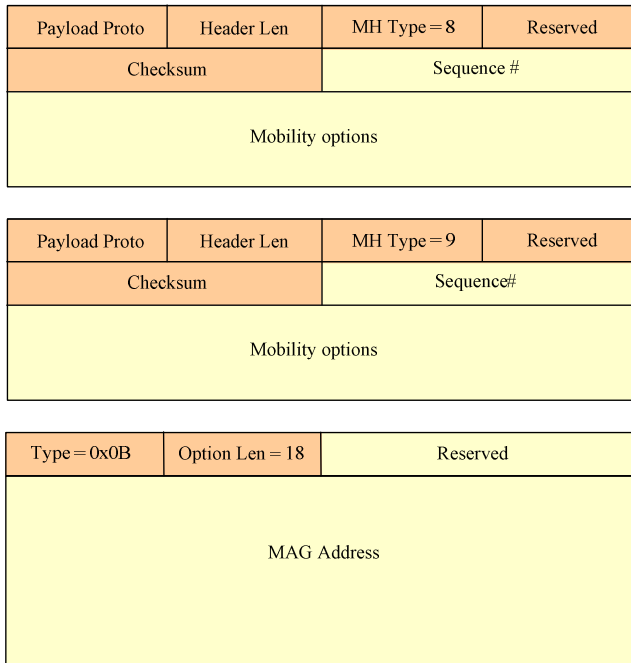 Payload Proto Header Len MH Type = 8 Reserved
Checksum Sequence #
Mobility options
Payload Proto Header Len MH Type = 9 Reserved
Checksum Sequence#
Mobility options
Type = 0x0B Option Len = 18 Reserved
MAG Address